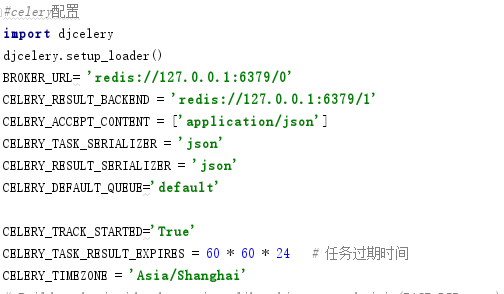 #celery配置
import djcelery
djcelery.setup_loader()
BROKER_URL= 'redis://127.0.0.1:6379/0'
CELERY_RESULT_BACKEND = 'redis://127.0.0.1:6379/1'
CELERY_ACCEPT_CONTENT = ['application/json']
CELERY_TASK_SERIALIZER = 'json'
CELERY_RESULT_SERIALIZER = 'json'
CELERY_DEFAULT_QUEUE='default'
CELERY_TRACK_STARTED='True'
CELERY_TASK_RESULT_EXPIRES = 60 * 60 * 24 # 任务过期时间
CELERY_TIMEZONE = 'Asia/Shanghai'